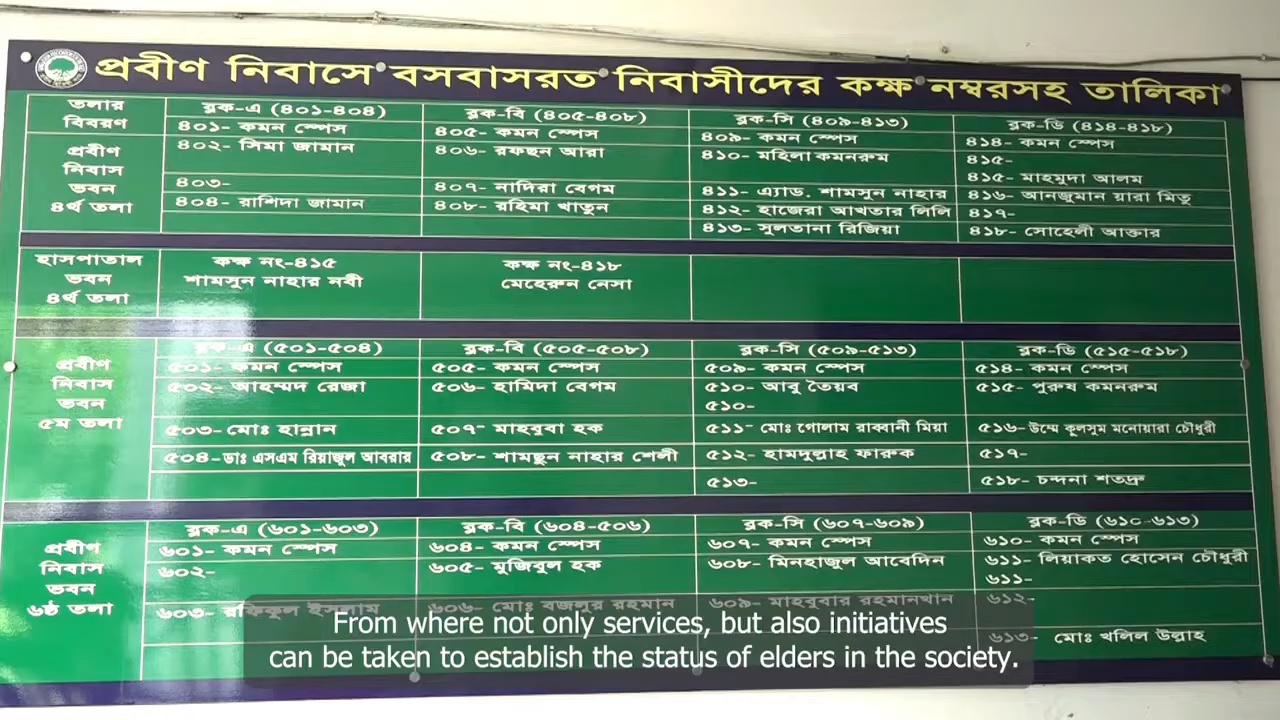 প্রবীণ নিবাসে বসবাসরত নিবাসীদের কক্ষ নম্বরসহ তালিকা
তলার বিবরণ
ব্লক-এ (৪০১-৪০৪)
ব্লক-বি (৪০৫-৪০৮)
ব্লক-সি (৪০৯-৪১৩)
ব্লক-ডি (৪১৪-৪১৮)
প্রবীণ
নিবাস
ভবন
৪র্থ তলা
৪০১- কমন স্পেস
৪০৫- কমন স্পেস
৪০৯- কমন স্পেস
৪১৪- কমন স্পেস
৪০২- সিমা জামান
৪০৬- রফছন আরা
৪১০- মহিলা কমনরুম
৪১৫-
৪১৫- মাহমুদা আলম
৪০৩-
৪০৭- নাদিরা বেগম
৪১১- এ্যাড. শামসুন নাহার
৪১৬- আনজুমান য়ারা মিতু
৪০৪- রাশিদা জামান
৪০৮- রহিমা খাতুন
৪১২- হাজেরা আখতার লিলি
৪১৭-
৪১৩- সুলতানা রিজিয়া
৪১৮- সোহেলী আক্তার
হাসপাতাল
ভবন
৪র্থ তলা
কক্ষ নং-৪১৫
শামসুন নাহার নবী
কক্ষ নং-৪১৮
মেহেরুন নেসা
প্রবীণ
নিবাস
ভবন
৫ম তলা
ব্লক-এ (৫০১-৫০৪)
ব্লক-বি (৫০৫-৫০৮)
ব্লক-সি (৫০৯-৫১৩)
ব্লক-ডি (৫১৫-৫১৮)
৫০১- কমন স্পেস
৫০৫- কমন স্পেস
৫০৯- কমন স্পেস
৫১৪- কমন স্পেস
৫০২- আহম্মদ রেজা
৫০৬- হামিদা বেগম
৫১০- আবু তৈয়ব
৫১০-
৫১৫- পুরুষ কমনরুম
৫০৩- মোঃ হান্নান
৫০৭- মাহবুবা হক
৫১১- মোঃ গোলাম রাব্বানী মিয়া
৫১৬- উম্মে কুলসুম মনোয়ারা চৌধুরী
৫০৪- ডাঃ এসএম রিয়াজুল আবরার
৫০৮- শামছুন নাহার শেলী
৫১২- হামদুল্লাহ ফারুক
৫১৭-
৫১৩-
৫১৮- চন্দনা শতদ্রু
প্রবীণ
নিবাস
ভবন
৬ষ্ঠ তলা
ব্লক-এ (৬০১-৬০৩)
ব্লক-বি (৬০৪-৫০৬)
ব্লক-সি (৬০৭-৬০৯)
ব্লক-ডি (৬১০-৬১৩)
৬০১- কমন স্পেস
৬০৪- কমন স্পেস
৬০৭- কমন স্পেস
৬১০- কমন স্পেস
৬০২-
৬০৫- মুজিবুল হক
৬০৮- মিনহাজুল আবেদিন
৬১১- লিয়াকত হোসেন চৌধুরী
৬১১-
৬০৩- রফিকুল ইসলাম
৬০৬- মোঃ বজলুর রহমান
৬০৯- মাহবুবার রহমানখান
৬১২-
৬১৩- মোঃ খলিল উল্লাহ
From where not only services, but also initiatives
can be taken to establish the status of elders in the society.